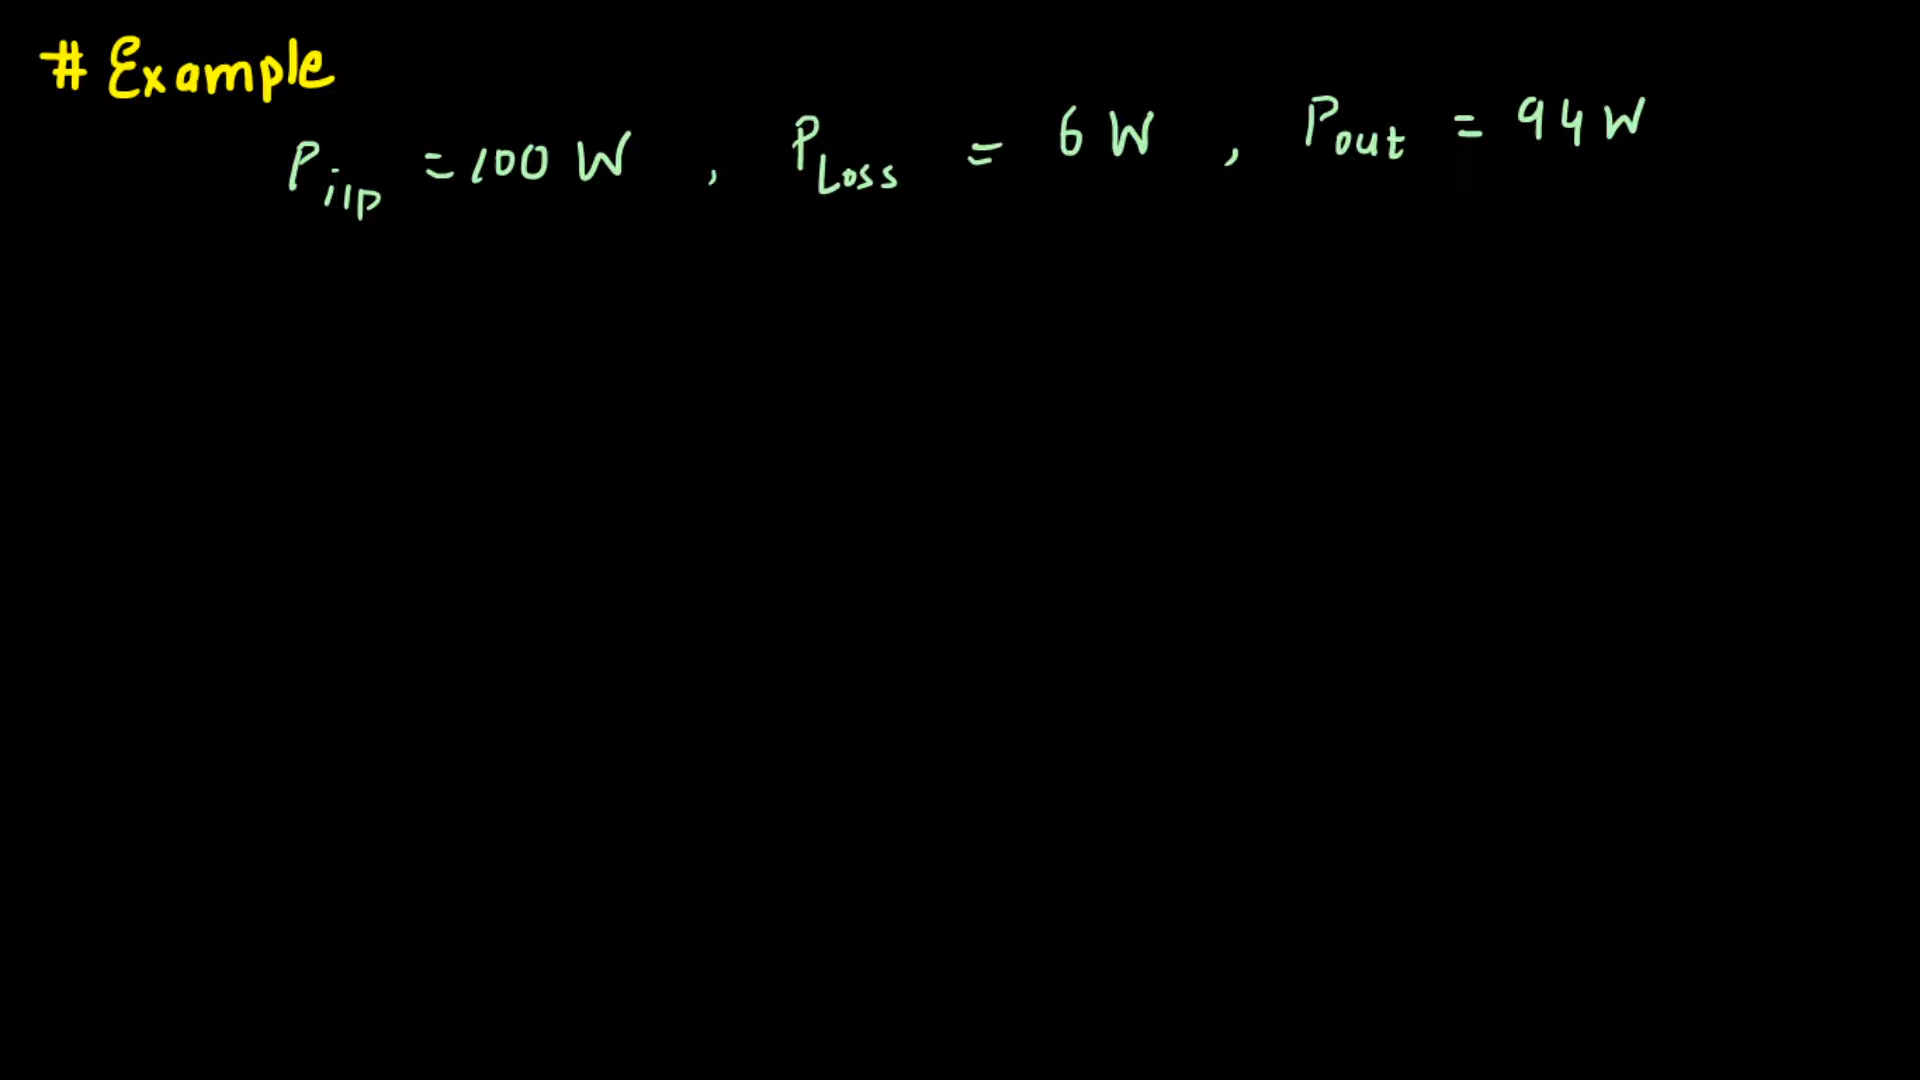 # Example
P i/p = 100 W , P Loss = 6 W , P out = 94 W